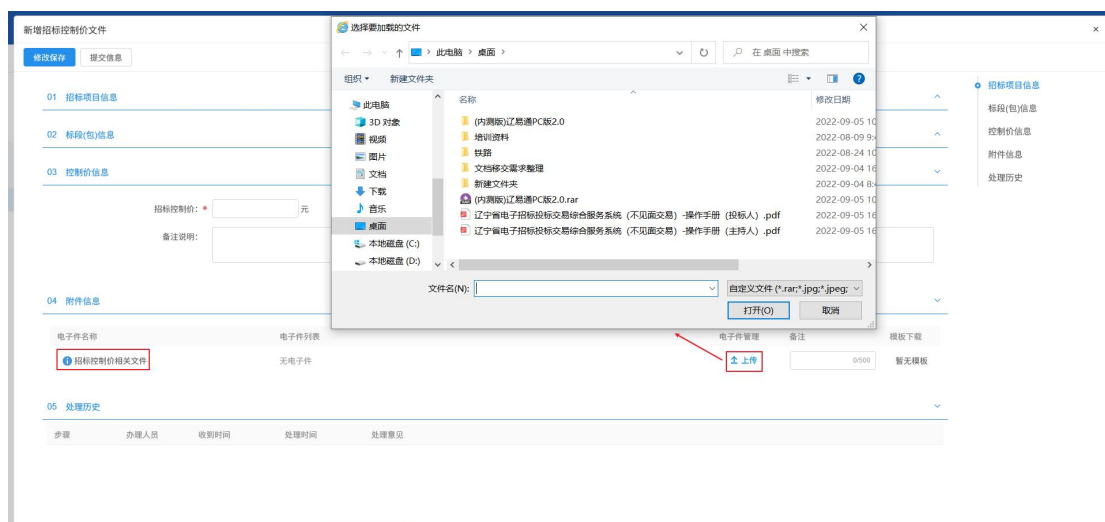 新增招标控制价文件
修改保存 提交信息
01 招标项目信息
02 标段(包)信息
03 控制价信息
招标控制价: * 元
备注说明:
04 附件信息
电子件名称 电子件列表 电子件管理 备注 模板下载
招标控制价相关文件 无电子件 上传 0/500 暂无模板
05 处理历史
步骤 办理人员 收到时间 处理时间 处理意见
选择要加载的文件
此电脑 › 桌面 ›
在 桌面 中搜索
组织 新建文件夹
此电脑
3D 对象
视频
图片
文档
下载
音乐
桌面
本地磁盘 (C:)
本地磁盘 (D:)
名称 修改日期
(内测版)辽易通PC版2.0 2022-09-05 10
培训资料 2022-08-09 9:4
铁路 2022-08-24 10
文档移交需求整理 2022-09-04 16
新建文件夹 2022-09-04 8:4
(内测版)辽易通PC版2.0.rar 2022-09-05 10
辽宁省电子招标投标交易综合服务系统（不见面交易）-操作手册（投标人）.pdf 2022-09-05 16
辽宁省电子招标投标交易综合服务系统（不见面交易）-操作手册（主持人）.pdf 2022-09-05 16
文件名(N): 自定义文件 (*.rar;*.jpg;*.jpeg;
打开(O) 取消
招标项目信息
标段(包)信息
控制价信息
附件信息
处理历史